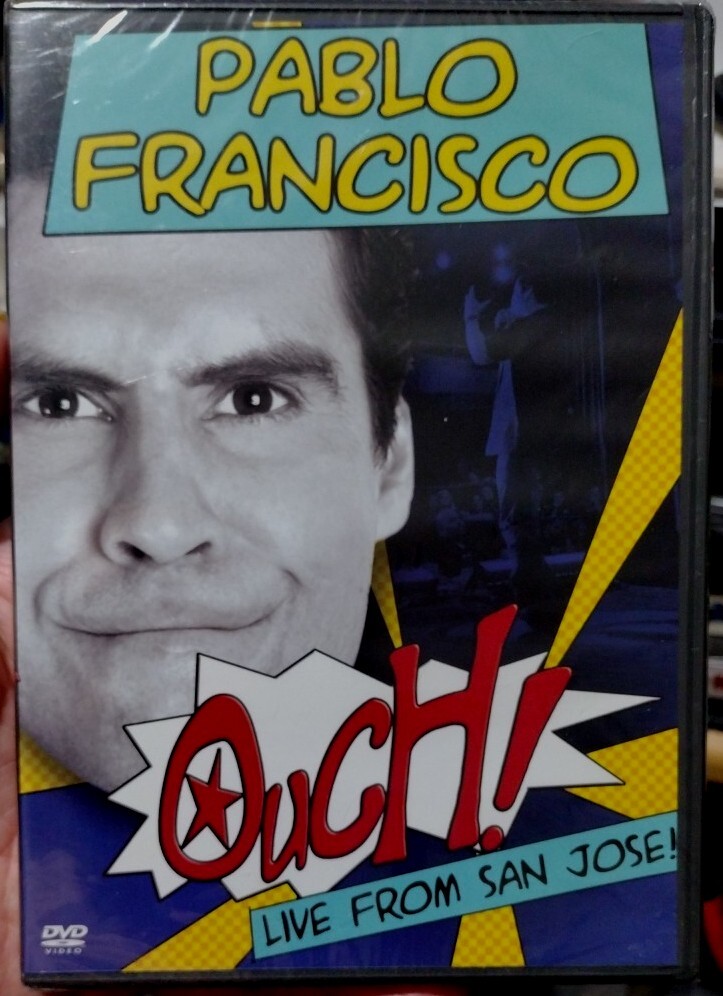 PABLO
FRANCISCO
OUCH!
LIVE FROM SAN JOSE!
DVD
VIDEO